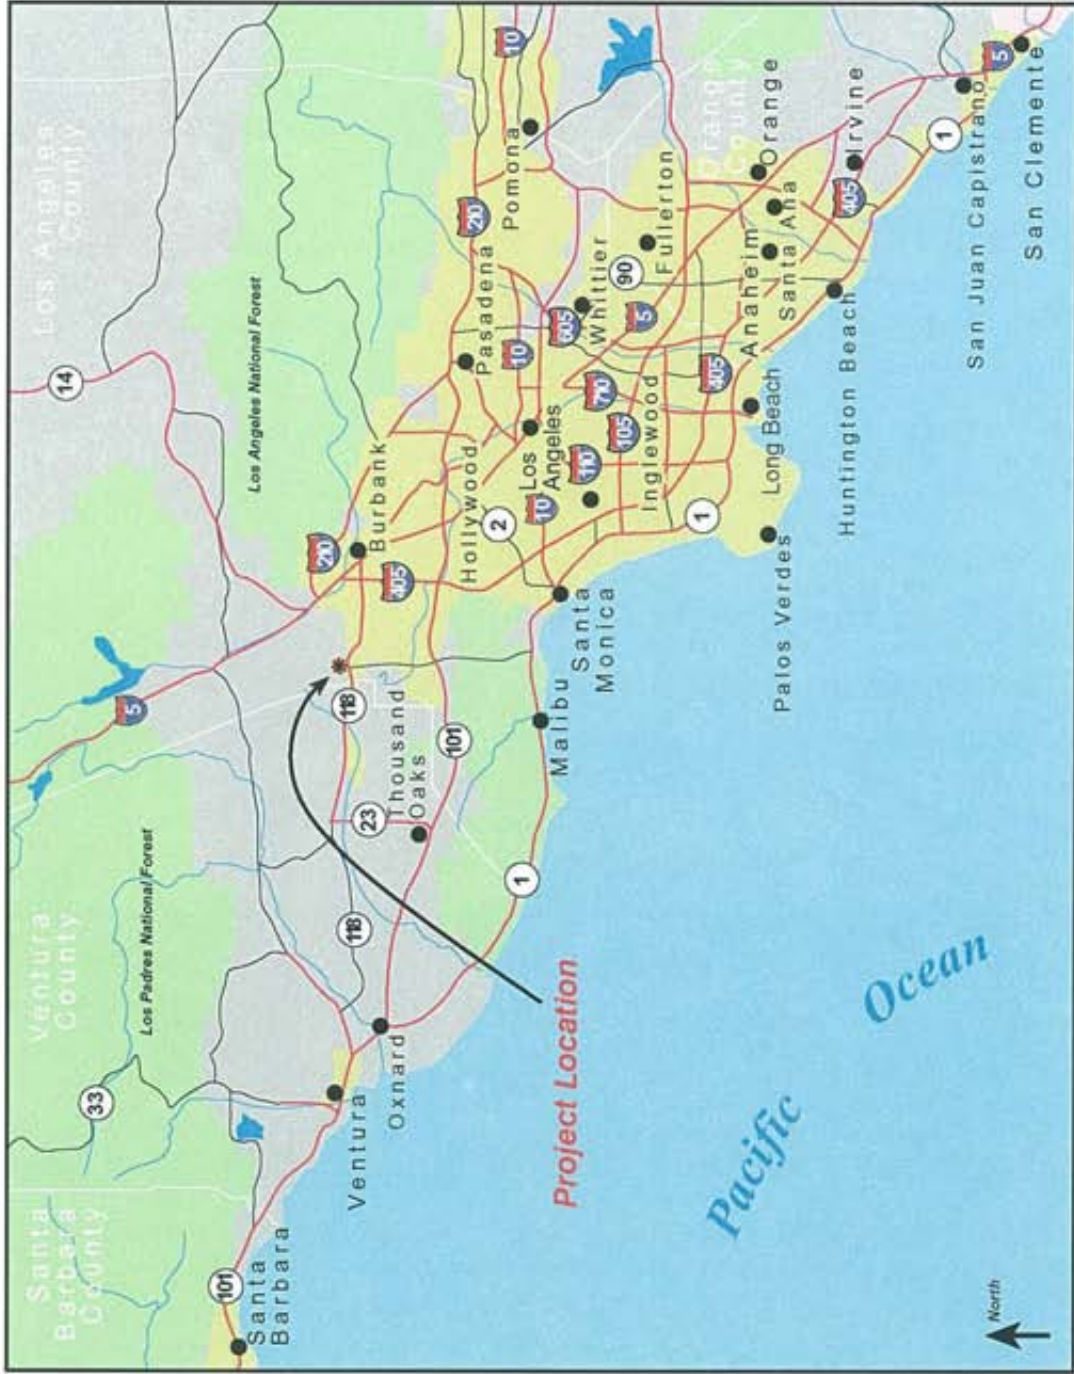 Santa
Barbara
County
Ventura
County
Los Angeles
County
33
14
5
Los Padres National Forest
Los Angeles National Forest
101
Santa
Barbara
118
118
23
210
Ventura
Oxnard
Thousand
Oaks
101
405
Burbank
Hollywood
2
Pasadena
210
10
Pomona
1
Malibu
Santa
Monica
10
Los
Angeles
10
110
710
605
Whittier
105
Inglewood
5
90
Fullerton
Project Location
1
405
Orange
County
Palos Verdes
Long Beach
Anaheim
Santa Ana
Orange
Huntington Beach
405
Irvine
1
San Juan Capistrano
5
San Clemente
Pacific
Ocean
North